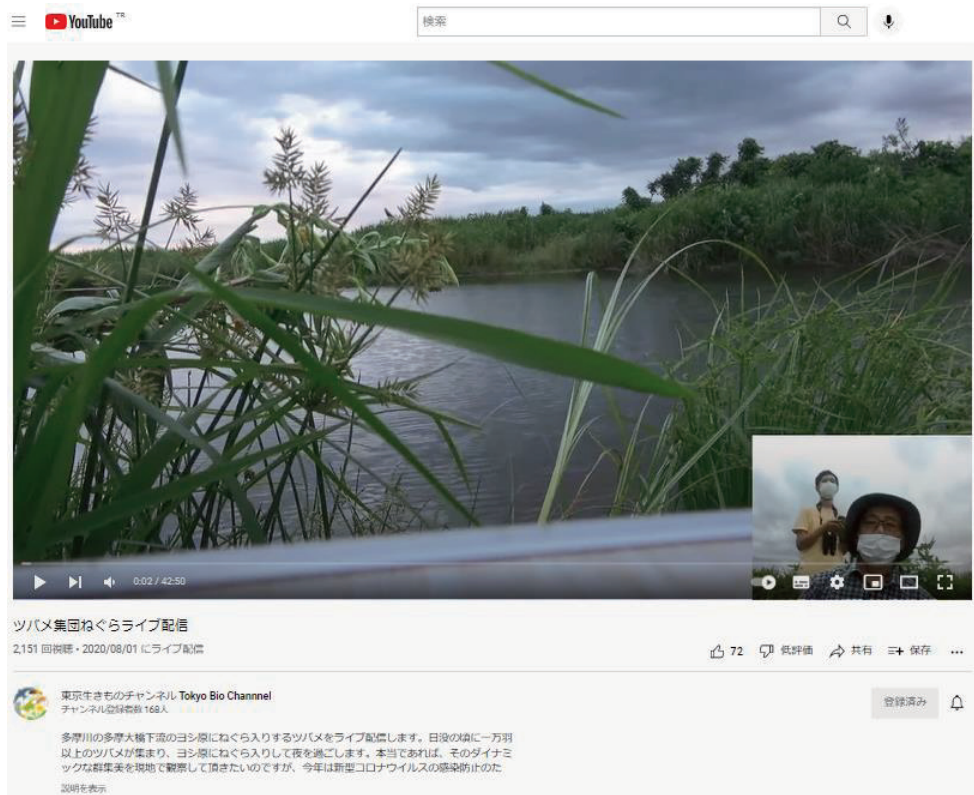 YouTube TR
検索
0:02 / 42:50
ツバメ集団ねぐらライブ配信
2,151 回視聴・2020/08/01 にライブ配信
72 低評価 共有 保存
東京生きものチャンネル Tokyo Bio Channnel
チャンネル登録者数 168人
登録済み
多摩川の多摩大橋下流のヨシ原にねぐら入りするツバメをライブ配信します。日没の頃に一万羽
以上のツバメが集まり、ヨシ原にねぐら入りして夜を過ごします。本当であれば、そのダイナミ
ックな群集美を現地で観察して頂きたいのですが、今年は新型コロナウイルスの感染防止のた
説明を表示